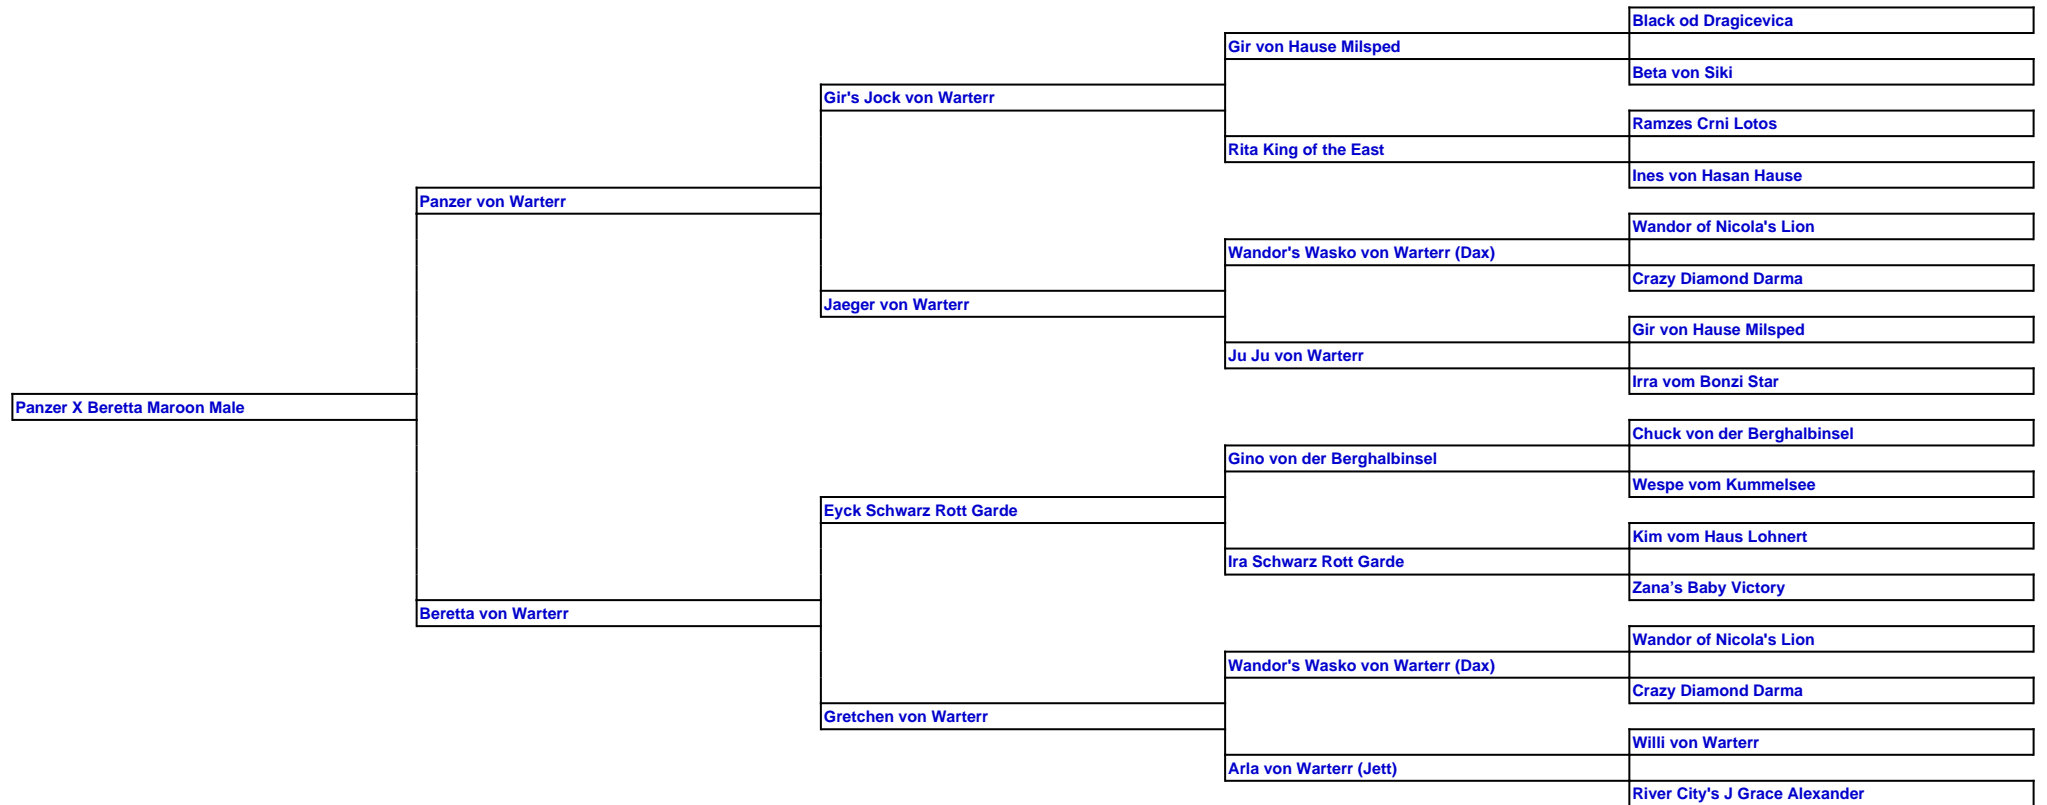 Black od Dragicevica
Gir von Hause Milsped
Beta von Siki
Gir's Jock von Warterr
Ramzes Crni Lotos
Rita King of the East
Ines von Hasan Hause
Panzer von Warterr
Wandor of Nicola's Lion
Wandor's Wasko von Warterr (Dax)
Crazy Diamond Darma
Jaeger von Warterr
Gir von Hause Milsped
Ju Ju von Warterr
Irra vom Bonzi Star
Panzer X Beretta Maroon Male
Chuck von der Berghalbinsel
Gino von der Berghalbinsel
Wespe vom Kummelsee
Eyck Schwarz Rott Garde
Kim vom Haus Lohnert
Ira Schwarz Rott Garde
Zana’s Baby Victory
Beretta von Warterr
Wandor of Nicola's Lion
Wandor's Wasko von Warterr (Dax)
Crazy Diamond Darma
Gretchen von Warterr
Willi von Warterr
Arla von Warterr (Jett)
River City's J Grace Alexander